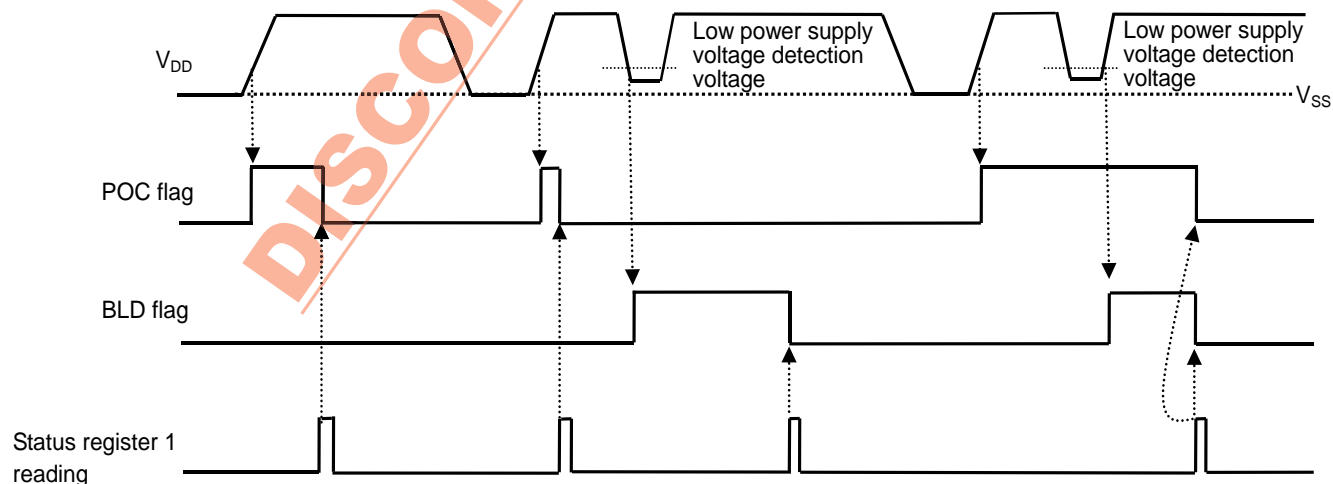 DISCO
Low power supply
voltage detection
voltage
Low power supply
voltage detection
voltage
VDD
VSS
POC flag
BLD flag
Status register 1
reading